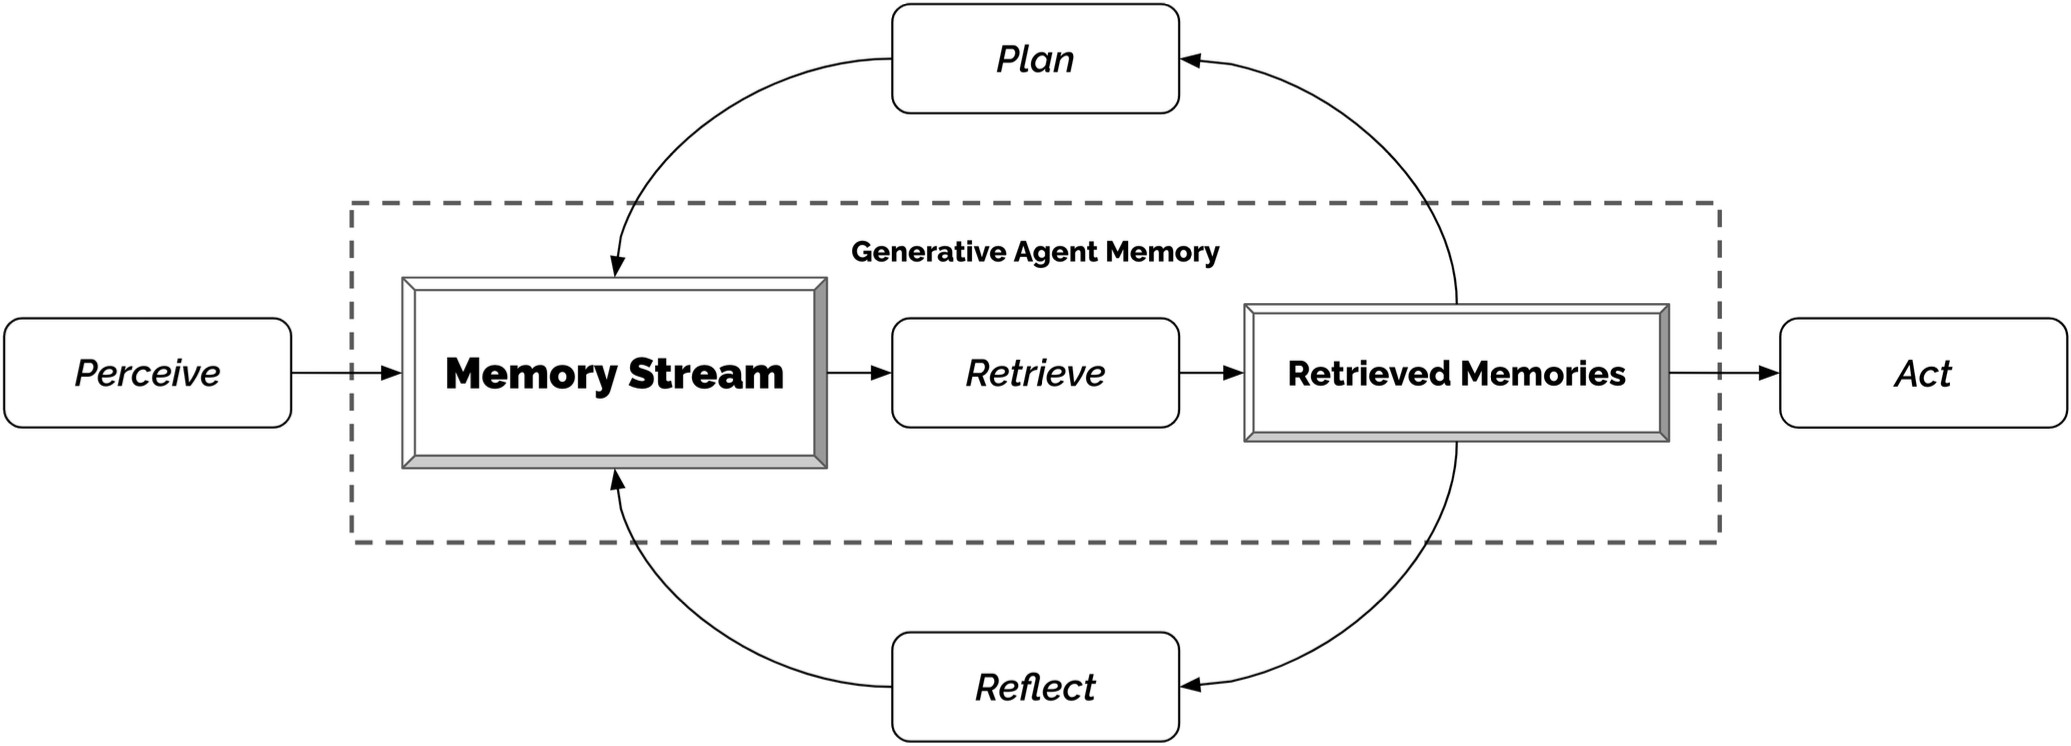 Plan
Generative Agent Memory
Perceive
Memory Stream
Retrieve
Retrieved Memories
Act
Reflect